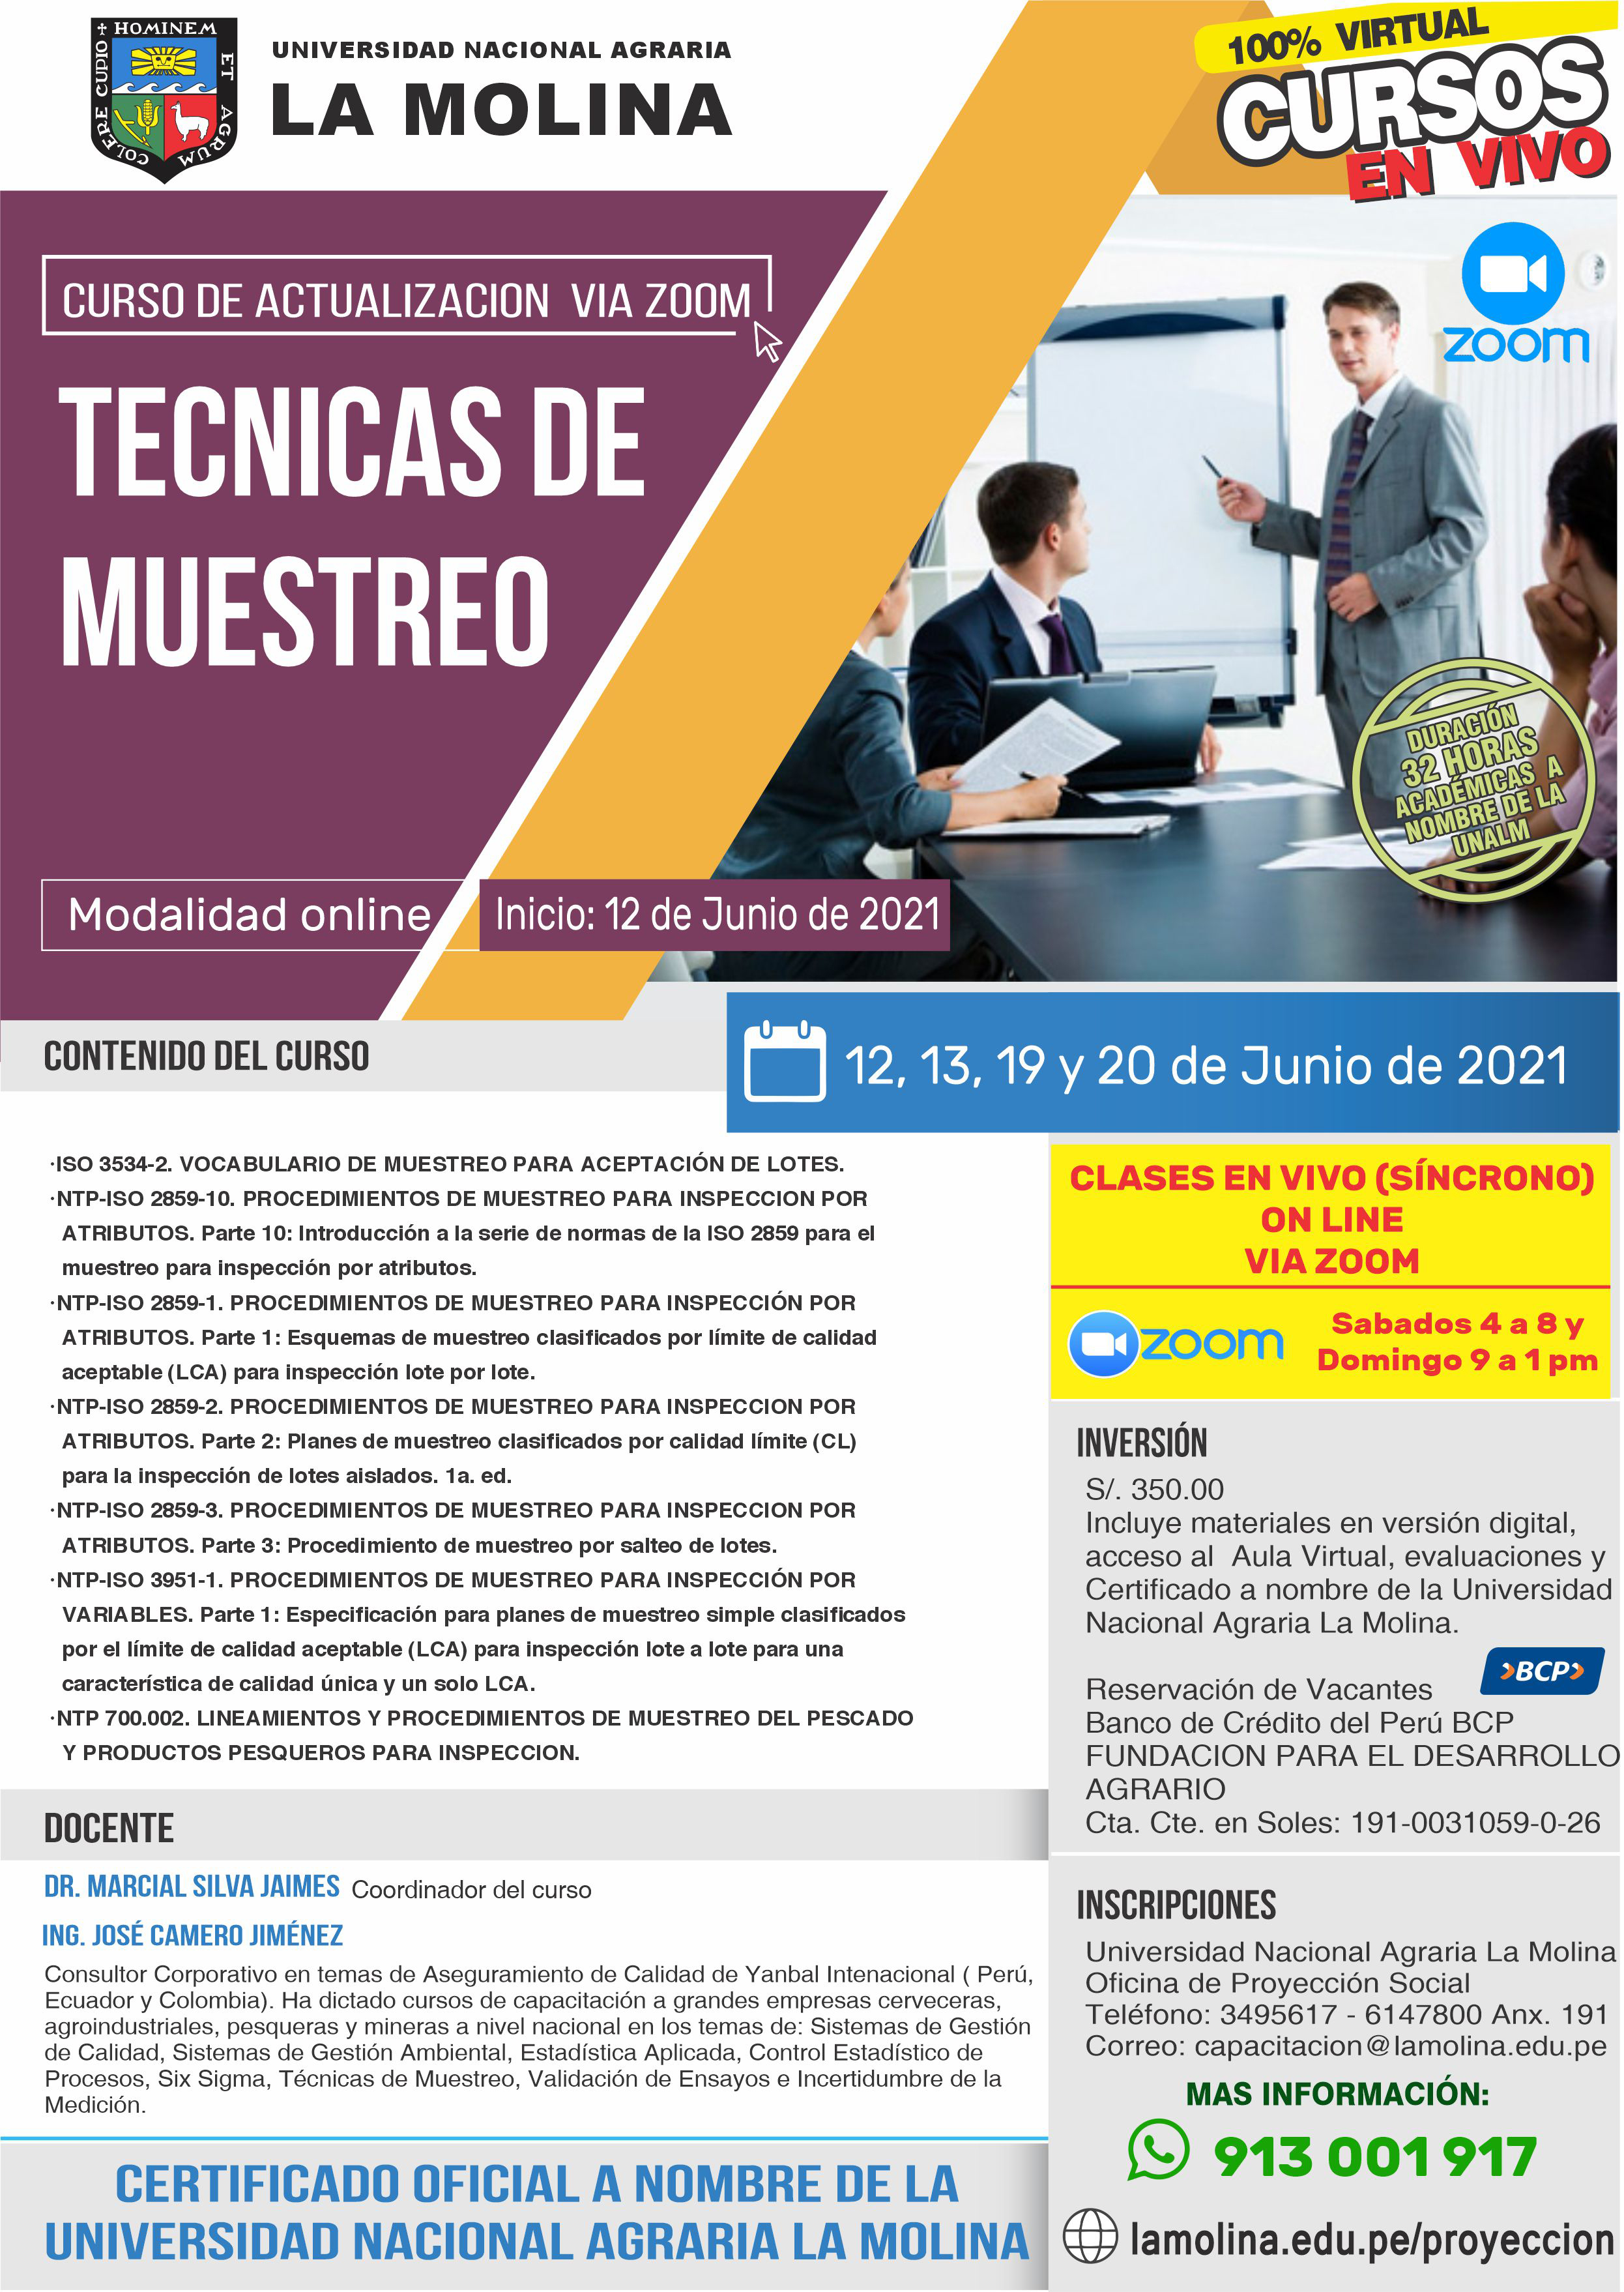 COLERE CUPIO HOMINEM ET AGRUM
UNIVERSIDAD NACIONAL AGRARIA
LA MOLINA
100% VIRTUAL
CURSOS
EN VIVO
zoom
CURSO DE ACTUALIZACION VIA ZOOM
TECNICAS DE
MUESTREO
DURACIÓN
32 HORAS
ACADÉMICAS A
NOMBRE DE LA
UNALM
Modalidad online
Inicio: 12 de Junio de 2021
CONTENIDO DEL CURSO
12, 13, 19 y 20 de Junio de 2021
·ISO 3534-2. VOCABULARIO DE MUESTREO PARA ACEPTACIÓN DE LOTES.
·NTP-ISO 2859-10. PROCEDIMIENTOS DE MUESTREO PARA INSPECCION POR
ATRIBUTOS. Parte 10: Introducción a la serie de normas de la ISO 2859 para el
muestreo para inspección por atributos.
·NTP-ISO 2859-1. PROCEDIMIENTOS DE MUESTREO PARA INSPECCIÓN POR
ATRIBUTOS. Parte 1: Esquemas de muestreo clasificados por límite de calidad
aceptable (LCA) para inspección lote por lote.
·NTP-ISO 2859-2. PROCEDIMIENTOS DE MUESTREO PARA INSPECCION POR
ATRIBUTOS. Parte 2: Planes de muestreo clasificados por calidad límite (CL)
para la inspección de lotes aislados. 1a. ed.
·NTP-ISO 2859-3. PROCEDIMIENTOS DE MUESTREO PARA INSPECCION POR
ATRIBUTOS. Parte 3: Procedimiento de muestreo por salteo de lotes.
·NTP-ISO 3951-1. PROCEDIMIENTOS DE MUESTREO PARA INSPECCIÓN POR
VARIABLES. Parte 1: Especificación para planes de muestreo simple clasificados
por el límite de calidad aceptable (LCA) para inspección lote a lote para una
característica de calidad única y un solo LCA.
·NTP 700.002. LINEAMIENTOS Y PROCEDIMIENTOS DE MUESTREO DEL PESCADO
Y PRODUCTOS PESQUEROS PARA INSPECCION.
DOCENTE
DR. MARCIAL SILVA JAIMES Coordinador del curso
ING. JOSÉ CAMERO JIMÉNEZ
Consultor Corporativo en temas de Aseguramiento de Calidad de Yanbal Intenacional ( Perú,
Ecuador y Colombia). Ha dictado cursos de capacitación a grandes empresas cerveceras,
agroindustriales, pesqueras y mineras a nivel nacional en los temas de: Sistemas de Gestión
de Calidad, Sistemas de Gestión Ambiental, Estadística Aplicada, Control Estadístico de
Procesos, Six Sigma, Técnicas de Muestreo, Validación de Ensayos e Incertidumbre de la
Medición.
CERTIFICADO OFICIAL A NOMBRE DE LA
UNIVERSIDAD NACIONAL AGRARIA LA MOLINA
CLASES EN VIVO (SÍNCRONO)
ON LINE
VIA ZOOM
zoom
Sabados 4 a 8 y
Domingo 9 a 1 pm
INVERSIÓN
S/. 350.00
Incluye materiales en versión digital,
acceso al Aula Virtual, evaluaciones y
Certificado a nombre de la Universidad
Nacional Agraria La Molina.
BCP
Reservación de Vacantes
Banco de Crédito del Perú BCP
FUNDACION PARA EL DESARROLLO
AGRARIO
Cta. Cte. en Soles: 191-0031059-0-26
INSCRIPCIONES
Universidad Nacional Agraria La Molina
Oficina de Proyección Social
Teléfono: 3495617 - 6147800 Anx. 191
Correo: capacitacion@lamolina.edu.pe
MAS INFORMACIÓN:
913 001 917
lamolina.edu.pe/proyeccion